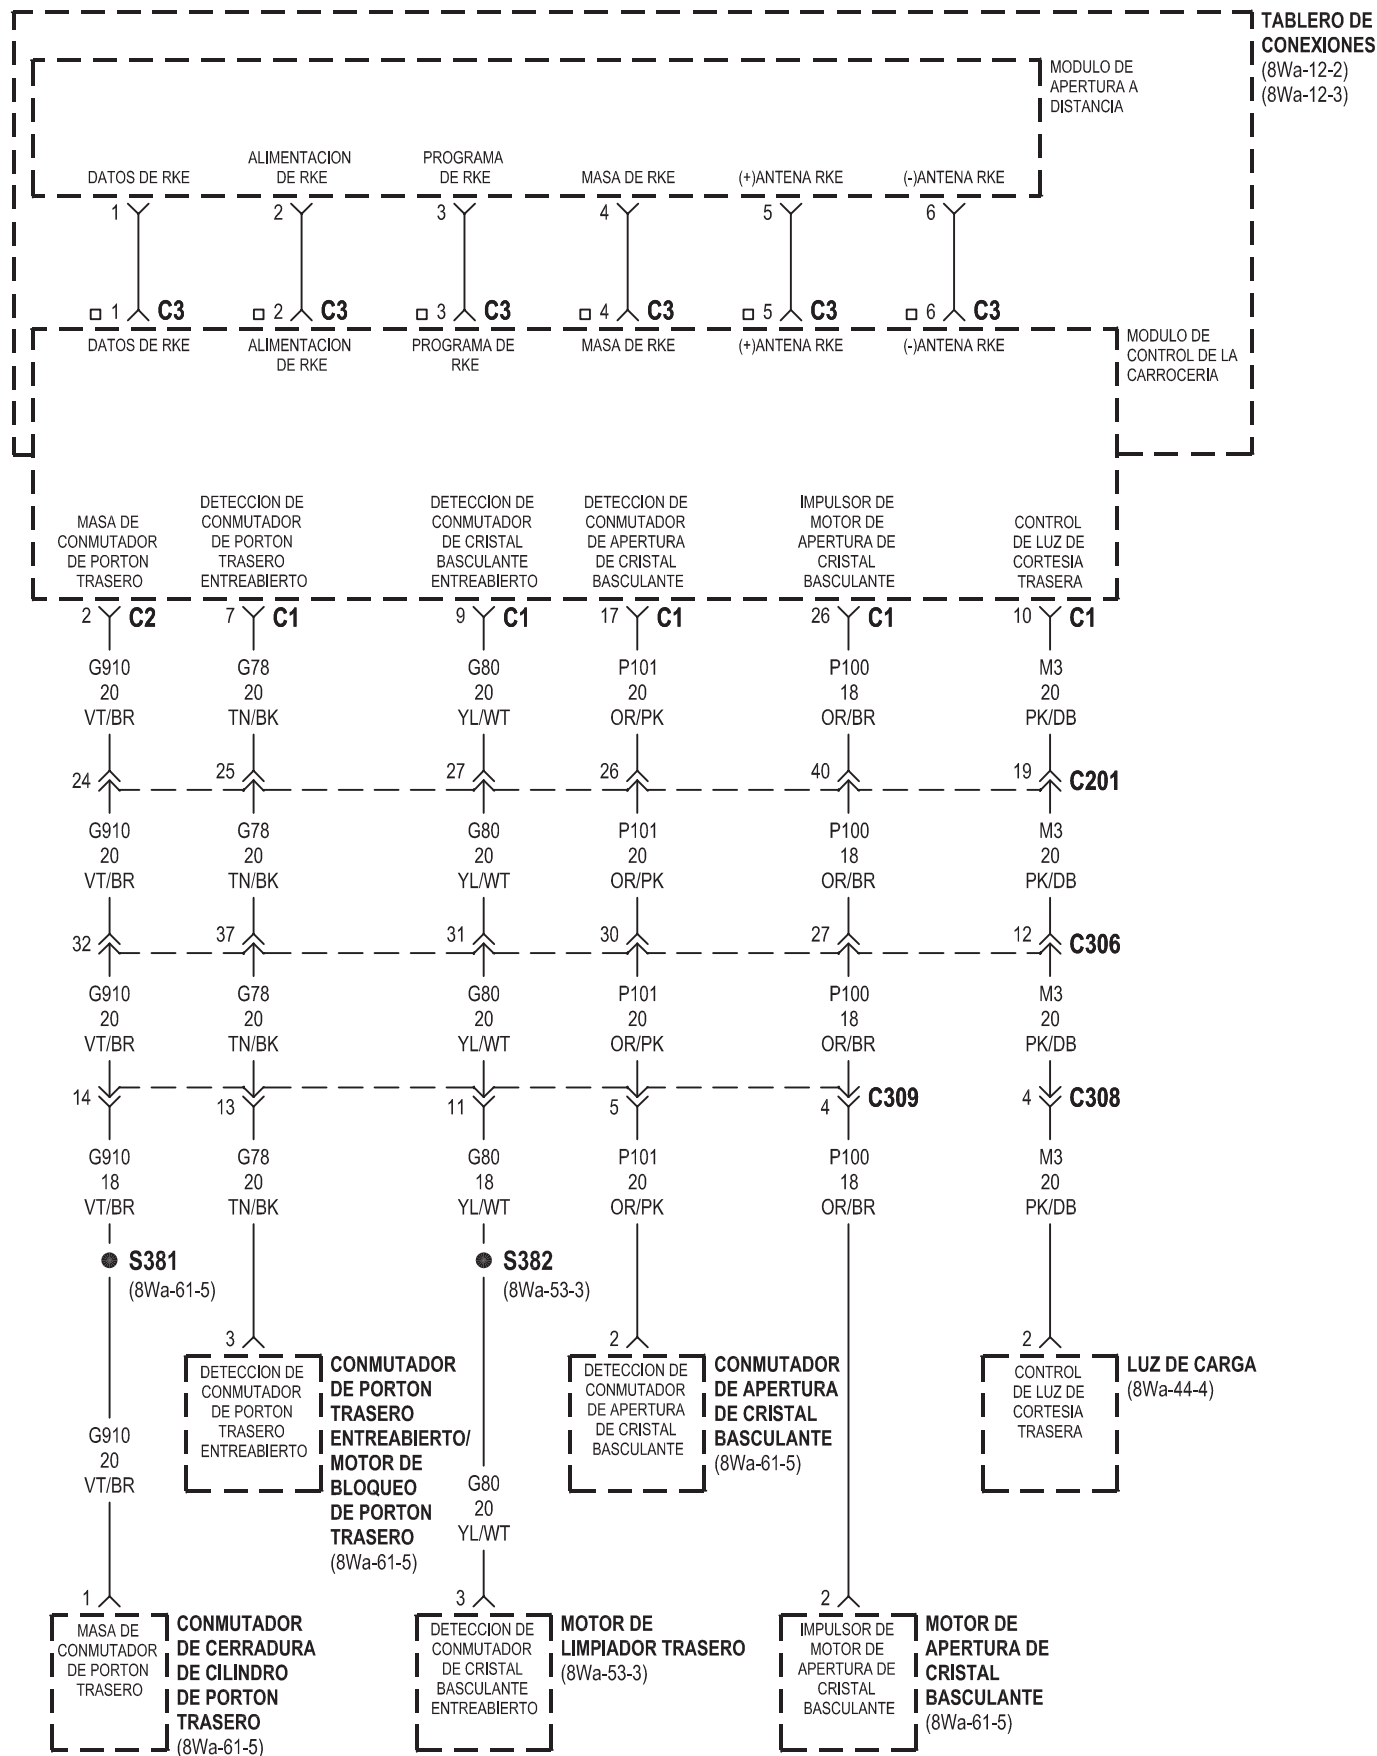 TABLERO DE
CONEXIONES
(8Wa-12-2)
(8Wa-12-3)
MODULO DE
APERTURA A
DISTANCIA
DATOS DE RKE
ALIMENTACION
DE RKE
PROGRAMA
DE RKE
MASA DE RKE
(+)ANTENA RKE
(-)ANTENA RKE
1 2 3 4 5 6
1 C3 2 C3 3 C3 4 C3 5 C3 6 C3
DATOS DE RKE
ALIMENTACION
DE RKE
PROGRAMA DE
RKE
MASA DE RKE
(+)ANTENA RKE
(-)ANTENA RKE
MODULO DE
CONTROL DE LA
CARROCERIA
MASA DE
CONMUTADOR
DE PORTON
TRASERO
DETECCION DE
CONMUTADOR
DE PORTON
TRASERO
ENTREABIERTO
DETECCION DE
CONMUTADOR
DE CRISTAL
BASCULANTE
ENTREABIERTO
DETECCION DE
CONMUTADOR
DE APERTURA
DE CRISTAL
BASCULANTE
IMPULSOR DE
MOTOR DE
APERTURA DE
CRISTAL
BASCULANTE
CONTROL
DE LUZ DE
CORTESIA
TRASERA
2 C2 7 C1 9 C1 17 C1 26 C1 10 C1
G910 G78 G80 P101 P100 M3
20 20 20 20 18 20
VT/BR TN/BK YL/WT OR/PK OR/BR PK/DB
24 25 27 26 40 19 C201
G910 G78 G80 P101 P100 M3
20 20 20 20 18 20
VT/BR TN/BK YL/WT OR/PK OR/BR PK/DB
32 37 31 30 27 12 C306
G910 G78 G80 P101 P100 M3
20 20 20 20 18 20
VT/BR TN/BK YL/WT OR/PK OR/BR PK/DB
14 13 11 5 4 C309 4 C308
G910 G78 G80 P101 P100 M3
18 20 18 20 18 20
VT/BR TN/BK YL/WT OR/PK OR/BR PK/DB
S381
(8Wa-61-5)
S382
(8Wa-53-3)
3
DETECCION DE
CONMUTADOR
DE PORTON
TRASERO
ENTREABIERTO
CONMUTADOR
DE PORTON
TRASERO
ENTREABIERTO/
MOTOR DE
BLOQUEO
DE PORTON
TRASERO
(8Wa-61-5)
2
DETECCION DE
CONMUTADOR
DE APERTURA
DE CRISTAL
BASCULANTE
CONMUTADOR
DE APERTURA
DE CRISTAL
BASCULANTE
(8Wa-61-5)
2
CONTROL
DE LUZ DE
CORTESIA
TRASERA
LUZ DE CARGA
(8Wa-44-4)
G910
20
VT/BR
G80
20
YL/WT
1
MASA DE
CONMUTADOR
DE PORTON
TRASERO
CONMUTADOR
DE CERRADURA
DE CILINDRO
DE PORTON
TRASERO
(8Wa-61-5)
3
DETECCION DE
CONMUTADOR
DE CRISTAL
BASCULANTE
ENTREABIERTO
MOTOR DE
LIMPIADOR TRASERO
(8Wa-53-3)
2
IMPULSOR DE
MOTOR DE
APERTURA DE
CRISTAL
BASCULANTE
MOTOR DE
APERTURA DE
CRISTAL
BASCULANTE
(8Wa-61-5)